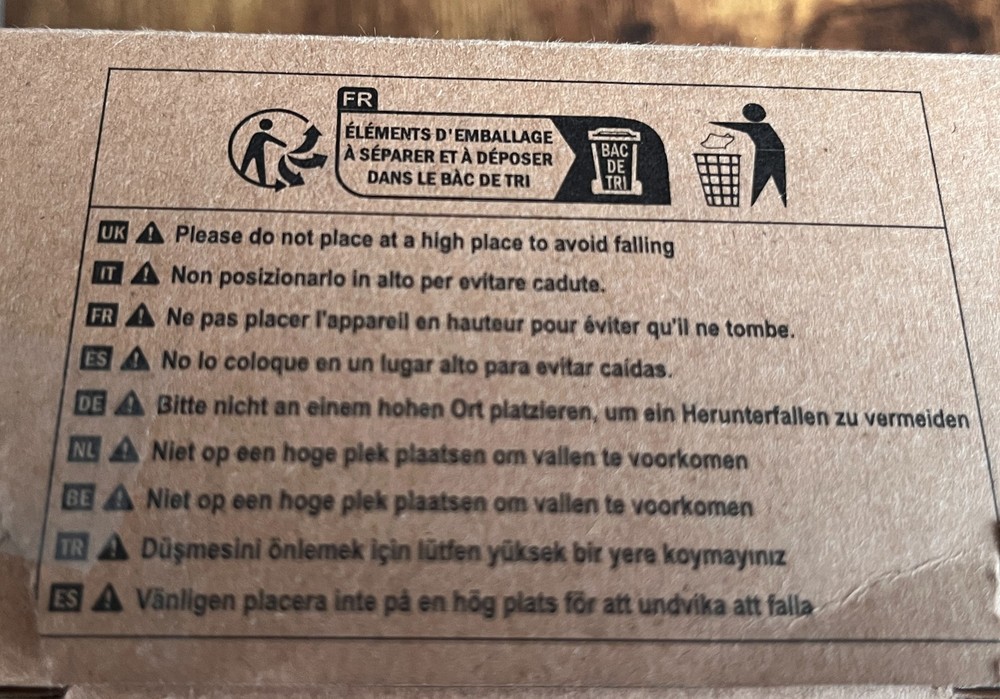 FR
ÉLÉMENTS D'EMBALLAGE
À SÉPARER ET À DÉPOSER
DANS LE BÀC DE TRI
BAC
DE
TRI
UK Please do not place at a high place to avoid falling
IT Non posizionarlo in alto per evitare cadute.
FR Ne pas placer l'appareil en hauteur pour éviter qu'il ne tombe.
ES No lo coloque en un lugar alto para evitar caídas.
DE Bitte nicht an einem hohen Ort platzieren, um ein Herunterfallen zu vermeiden
NL Niet op een hoge plek plaatsen om vallen te voorkomen
BE Niet op een hoge plek plaatsen om vallen te voorkomen
TR Düşmesini önlemek için lütfen yüksek bir yere koymayınız
ES Vänligen placera inte på en hög plats för att undvika att falla